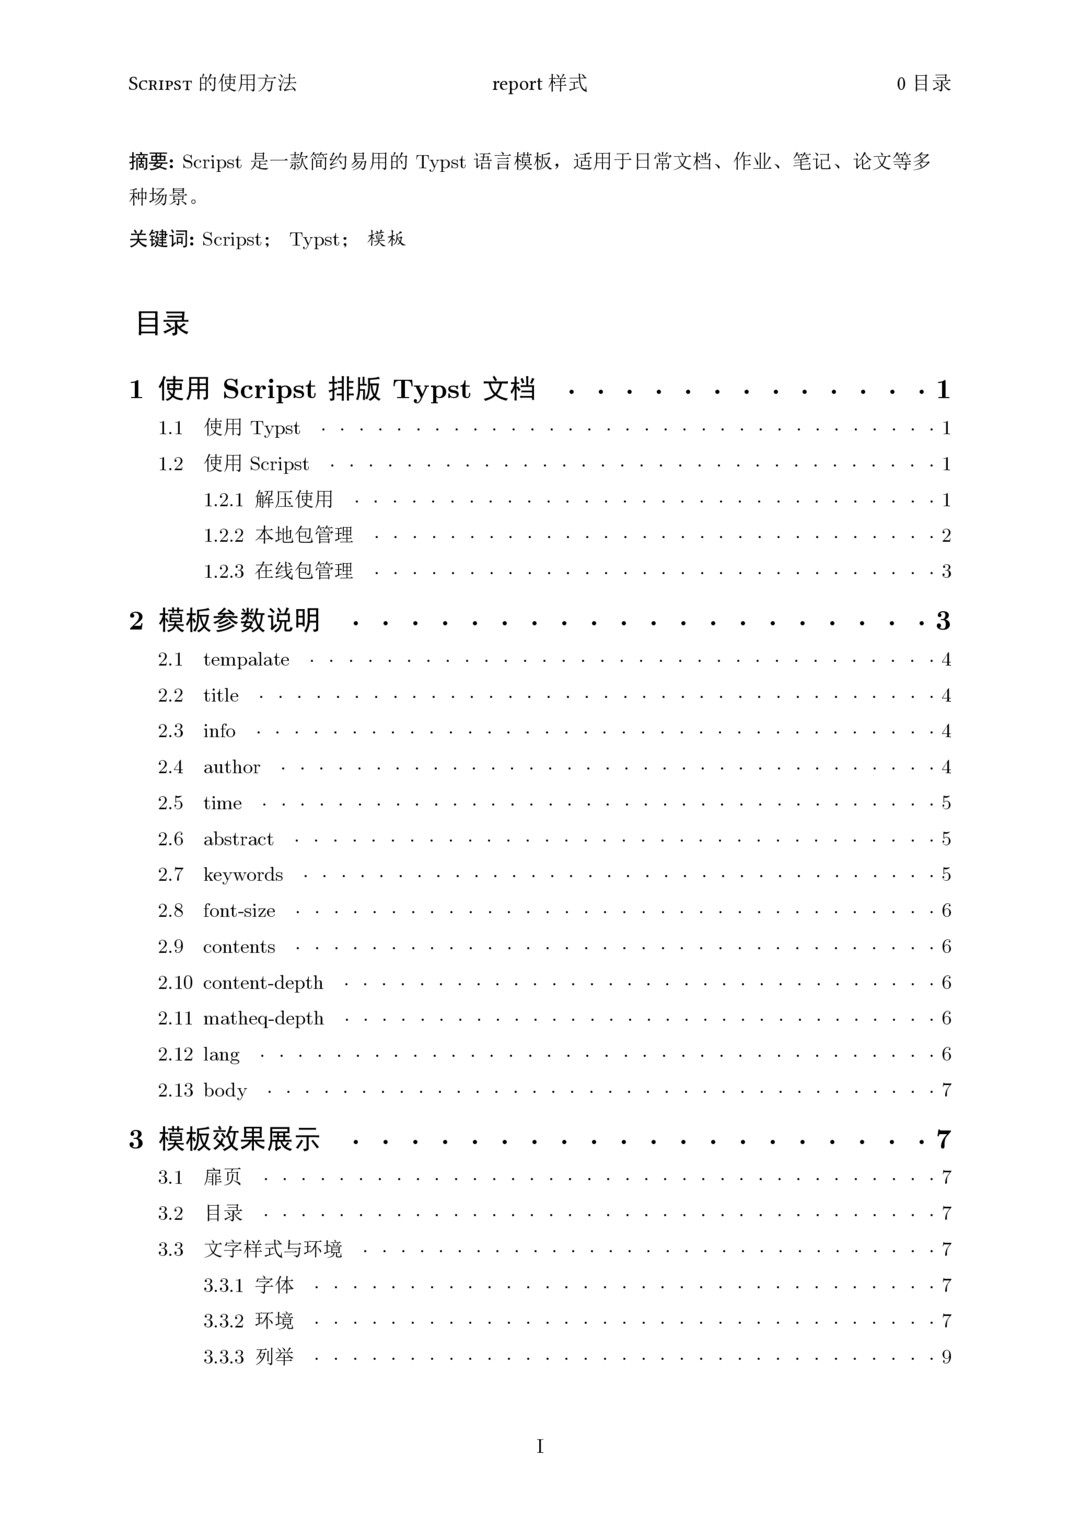 Scripst 的使用方法 report 样式 0 目录
摘要: Scripst 是一款简约易用的 Typst 语言模板，适用于日常文档、作业、笔记、论文等多
种场景。
关键词: Scripst； Typst； 模板
目录
1 使用 Scripst 排版 Typst 文档 . . . . . . . . . . . . . 1
1.1 使用 Typst . . . . . . . . . . . . . 1
1.2 使用 Scripst . . . . . . . . . . . . . 1
1.2.1 解压使用 . . . . . . . . . . . . . 1
1.2.2 本地包管理 . . . . . . . . . . . . . 2
1.2.3 在线包管理 . . . . . . . . . . . . . 3
2 模板参数说明 . . . . . . . . . . . . . 3
2.1 tempalate . . . . . . . . . . . . . 4
2.2 title . . . . . . . . . . . . . 4
2.3 info . . . . . . . . . . . . . 4
2.4 author . . . . . . . . . . . . . 4
2.5 time . . . . . . . . . . . . . 5
2.6 abstract . . . . . . . . . . . . . 5
2.7 keywords . . . . . . . . . . . . . 5
2.8 font-size . . . . . . . . . . . . . 6
2.9 contents . . . . . . . . . . . . . 6
2.10 content-depth . . . . . . . . . . . . . 6
2.11 matheq-depth . . . . . . . . . . . . . 6
2.12 lang . . . . . . . . . . . . . 6
2.13 body . . . . . . . . . . . . . 7
3 模板效果展示 . . . . . . . . . . . . . 7
3.1 扉页 . . . . . . . . . . . . . 7
3.2 目录 . . . . . . . . . . . . . 7
3.3 文字样式与环境 . . . . . . . . . . . . . 7
3.3.1 字体 . . . . . . . . . . . . . 7
3.3.2 环境 . . . . . . . . . . . . . 7
3.3.3 列举 . . . . . . . . . . . . . 9
I